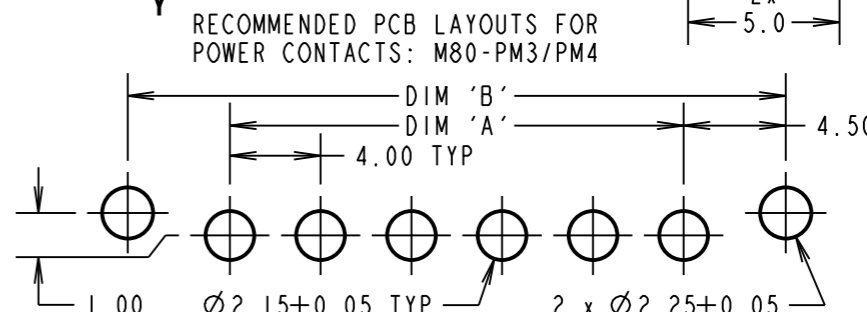 2x
5.0
RECOMMENDED PCB LAYOUTS FOR
POWER CONTACTS: M80-PM3/PM4
DIM 'B'
DIM 'A'
4.50
4.00 TYP
1.00
Ø2.15±0.05 TYP
2 x Ø2.25±0.05